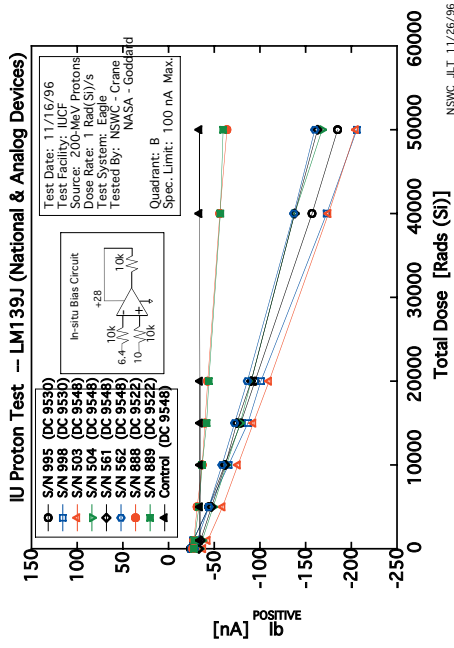 IU Proton Test -- LM139J (National & Analog Devices)
S/N 995 (DC 9530)
S/N 998 (DC 9530)
S/N 503 (DC 9548)
S/N 504 (DC 9548)
S/N 561 (DC 9548)
S/N 562 (DC 9548)
S/N 888 (DC 9522)
S/N 889 (DC 9522)
Control (DC 9548)
In-situ Bias Circuit
+28
10k
6.4
10k
10
10k
Test Date: 11/16/96
Test Facility: IUCF
Source: 200-MeV Protons
Dose Rate: 1 Rad(Si)/s
Test System: Eagle
Tested By: NSWC - Crane
NASA - Goddard
Quadrant: B
Spec. Limit: 100 nA Max.
150
100
50
0
-50
-100
-150
-200
-250
[nA] Ib POSITIVE
0
10000
20000
30000
40000
50000
60000
Total Dose [Rads (Si)]
NSWC JLT 11/26/96